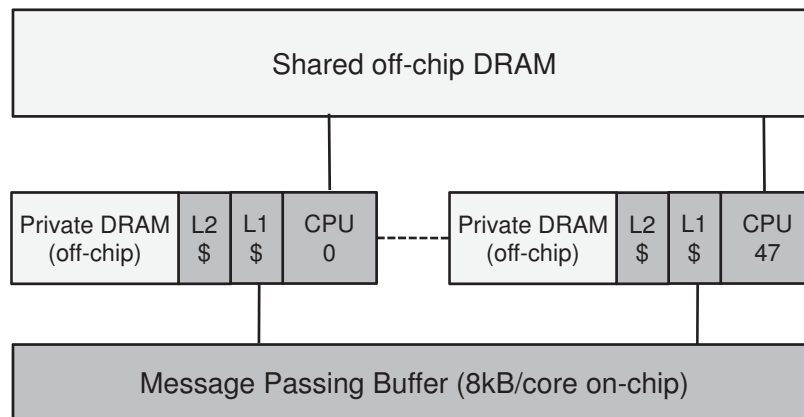 Shared off-chip DRAM
Private DRAM
(off-chip)
L2
$
L1
$
CPU
0
Private DRAM
(off-chip)
L2
$
L1
$
CPU
47
Message Passing Buffer (8kB/core on-chip)